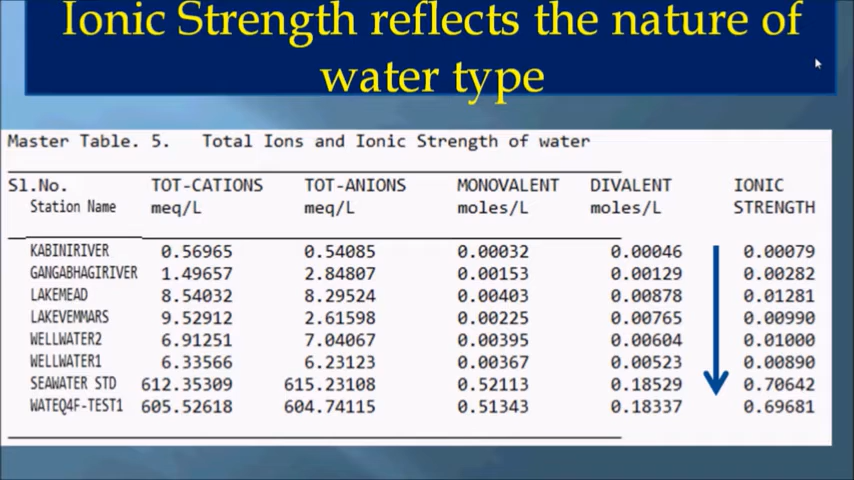 Ionic Strength reflects the nature of
water type
Master Table. 5. Total Ions and Ionic Strength of water
Sl.No. TOT-CATIONS TOT-ANIONS MONOVALENT DIVALENT IONIC
Station Name meq/L meq/L moles/L moles/L STRENGTH
KABINIRIVER 0.56965 0.54085 0.00032 0.00046 0.00079
GANGABHAGIRIVER 1.49657 2.84807 0.00153 0.00129 0.00282
LAKEMEAD 8.54032 8.29524 0.00403 0.00878 0.01281
LAKEVEMMARS 9.52912 2.61598 0.00225 0.00765 0.00990
WELLWATER2 6.91251 7.04067 0.00395 0.00604 0.01000
WELLWATER1 6.33566 6.23123 0.00367 0.00523 0.00890
SEAWATER STD 612.35309 615.23108 0.52113 0.18529 0.70642
WATEQ4F-TEST1 605.52618 604.74115 0.51343 0.18337 0.69681